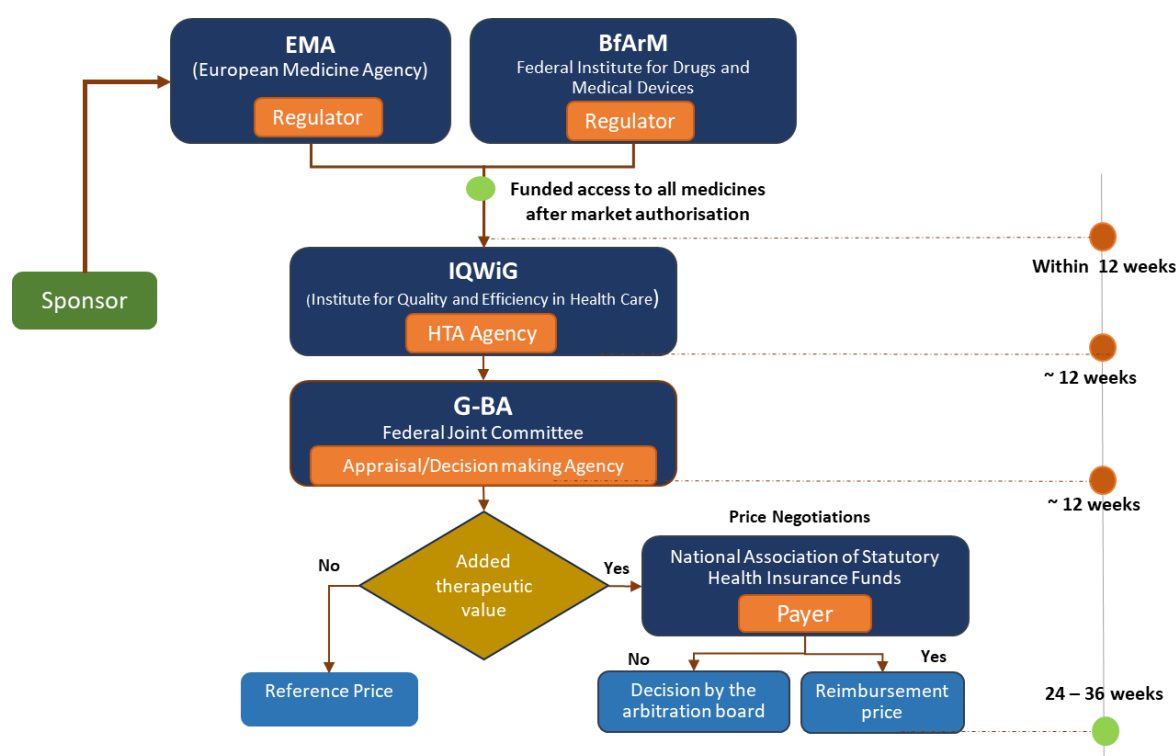 EMA
(European Medicine Agency)
Regulator
BfArM
Federal Institute for Drugs and
Medical Devices
Regulator
Funded access to all medicines
after market authorisation
Within 12 weeks
Sponsor
IQWiG
(Institute for Quality and Efficiency in Health Care)
HTA Agency
~ 12 weeks
G-BA
Federal Joint Committee
Appraisal/Decision making Agency
~ 12 weeks
Price Negotiations
No
Added
therapeutic
value
Yes
National Association of Statutory
Health Insurance Funds
Payer
No
Yes
Reference Price
Decision by the
arbitration board
Reimbursement
price
24 – 36 weeks